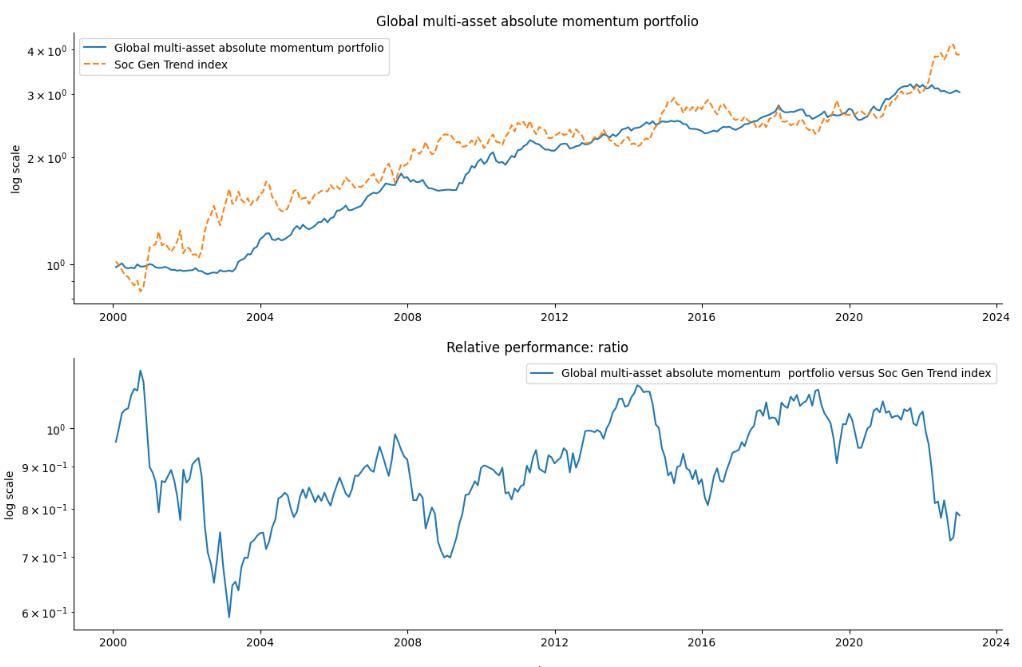 Global multi-asset absolute momentum portfolio
Global multi-asset absolute momentum portfolio
Soc Gen Trend index
4 × 10⁰
3 × 10⁰
2 × 10⁰
10⁰
log scale
2000 2004 2008 2012 2016 2020 2024
Relative performance: ratio
Global multi-asset absolute momentum  portfolio versus Soc Gen Trend index
10⁰
9 × 10⁻¹
8 × 10⁻¹
7 × 10⁻¹
6 × 10⁻¹
log scale
2000 2004 2008 2012 2016 2020 2024